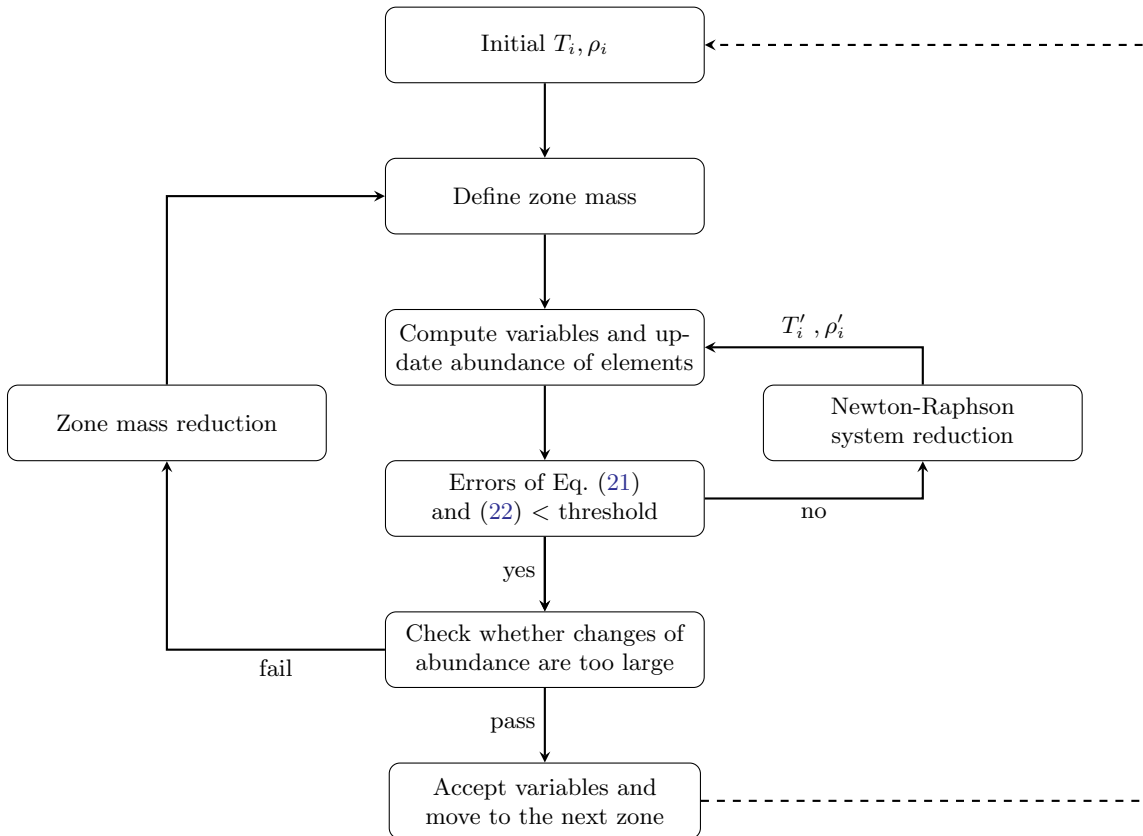 Initial T_i, ρ_i
Define zone mass
Compute variables and up-
date abundance of elements
T′_i , ρ′_i
Zone mass reduction
Newton-Raphson
system reduction
Errors of Eq. (21)
and (22) < threshold
no
yes
Check whether changes of
abundance are too large
fail
pass
Accept variables and
move to the next zone